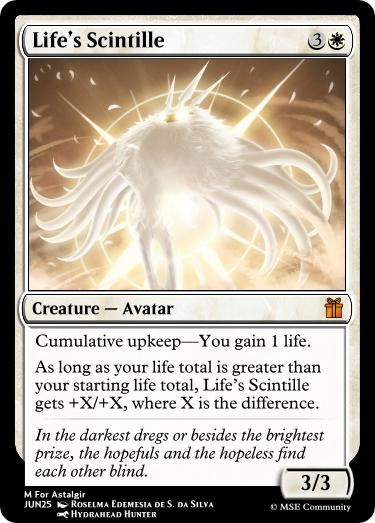 Life's Scintille
3
Creature — Avatar
Cumulative upkeep—You gain 1 life.
As long as your life total is greater than
your starting life total, Life's Scintille
gets +X/+X, where X is the difference.
In the darkest dregs or besides the brightest
prize, the hopefuls and the hopeless find
each other blind.
3/3
M For Astalgir
JUN25 Roselma Edemesia de S. da Silva
Hydrahead Hunter
© MSE Community